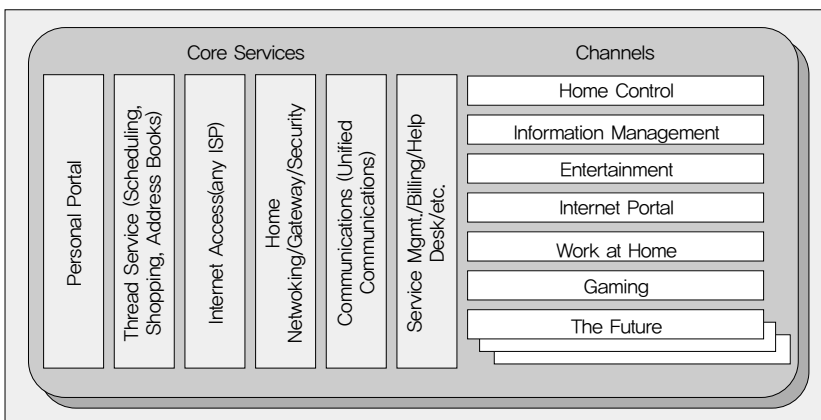 Core Services
Personal Portal
Thread Service (Scheduling,
Shopping, Address Books)
Internet Access(any ISP)
Home
Netwoking/Gateway/Security
Communications (Unified
Communications)
Service Mgmt./Billing/Help
Desk/etc.
Channels
Home Control
Information Management
Entertainment
Internet Portal
Work at Home
Gaming
The Future